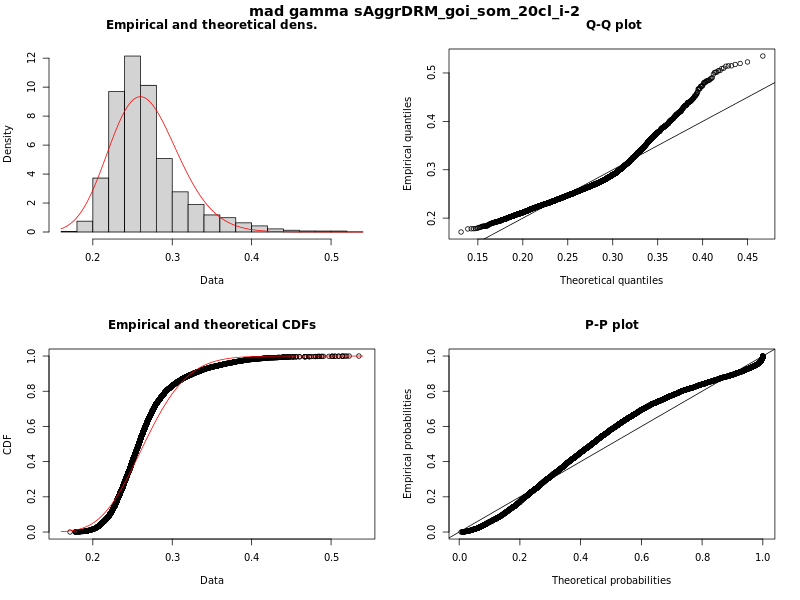 mad gamma sAggrDRM_goi_som_20cl_i-2
Empirical and theoretical dens.
Density
0 2 4 6 8 10 12
0.2 0.3 0.4 0.5
Data
Q-Q plot
Empirical quantiles
0.2 0.3 0.4 0.5
0.15 0.20 0.25 0.30 0.35 0.40 0.45
Theoretical quantiles
Empirical and theoretical CDFs
CDF
0.0 0.2 0.4 0.6 0.8 1.0
0.2 0.3 0.4 0.5
Data
P-P plot
Empirical probabilities
0.0 0.2 0.4 0.6 0.8 1.0
0.0 0.2 0.4 0.6 0.8 1.0
Theoretical probabilities